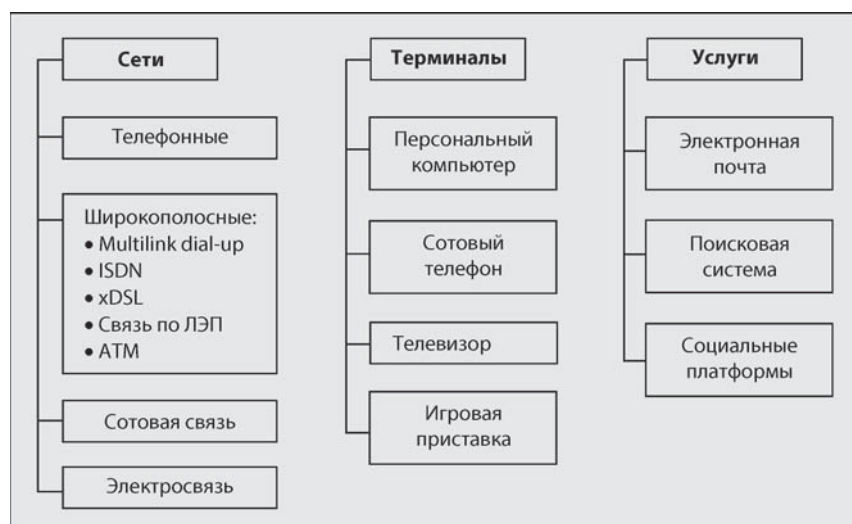 Сети
Телефонные
Широкополосные:
• Multilink dial-up
• ISDN
• xDSL
• Связь по ЛЭП
• ATM
Сотовая связь
Электросвязь
Терминалы
Персональный
компьютер
Сотовый
телефон
Телевизор
Игровая
приставка
Услуги
Электронная
почта
Поисковая
система
Социальные
платформы